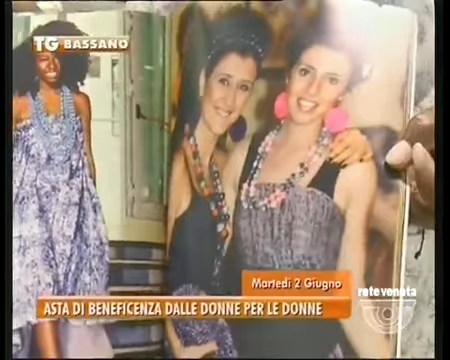 TG BASSANO
Martedì 2 Giugno
ASTA DI BENEFICENZA DALLE DONNE PER LE DONNE
rete veneta